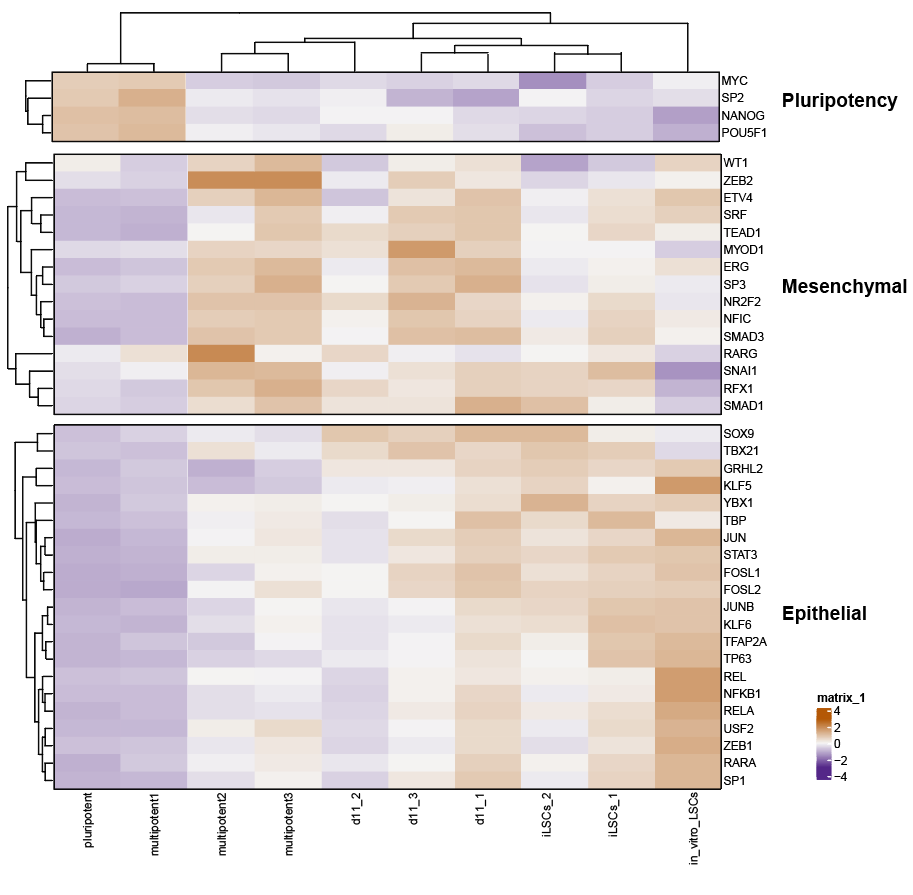 MYC
SP2
NANOG
POU5F1
Pluripotency
WT1
ZEB2
ETV4
SRF
TEAD1
MYOD1
ERG
SP3
NR2F2
NFIC
SMAD3
RARG
SNAI1
RFX1
SMAD1
Mesenchymal
SOX9
TBX21
GRHL2
KLF5
YBX1
TBP
JUN
STAT3
FOSL1
FOSL2
JUNB
KLF6
TFAP2A
TP63
REL
NFKB1
RELA
USF2
ZEB1
RARA
SP1
Epithelial
matrix_1
4
2
0
−2
−4
pluripotent
multipotent1
multipotent2
multipotent3
d11_2
d11_3
d11_1
iLSCs_2
iLSCs_1
in_vitro_LSCs